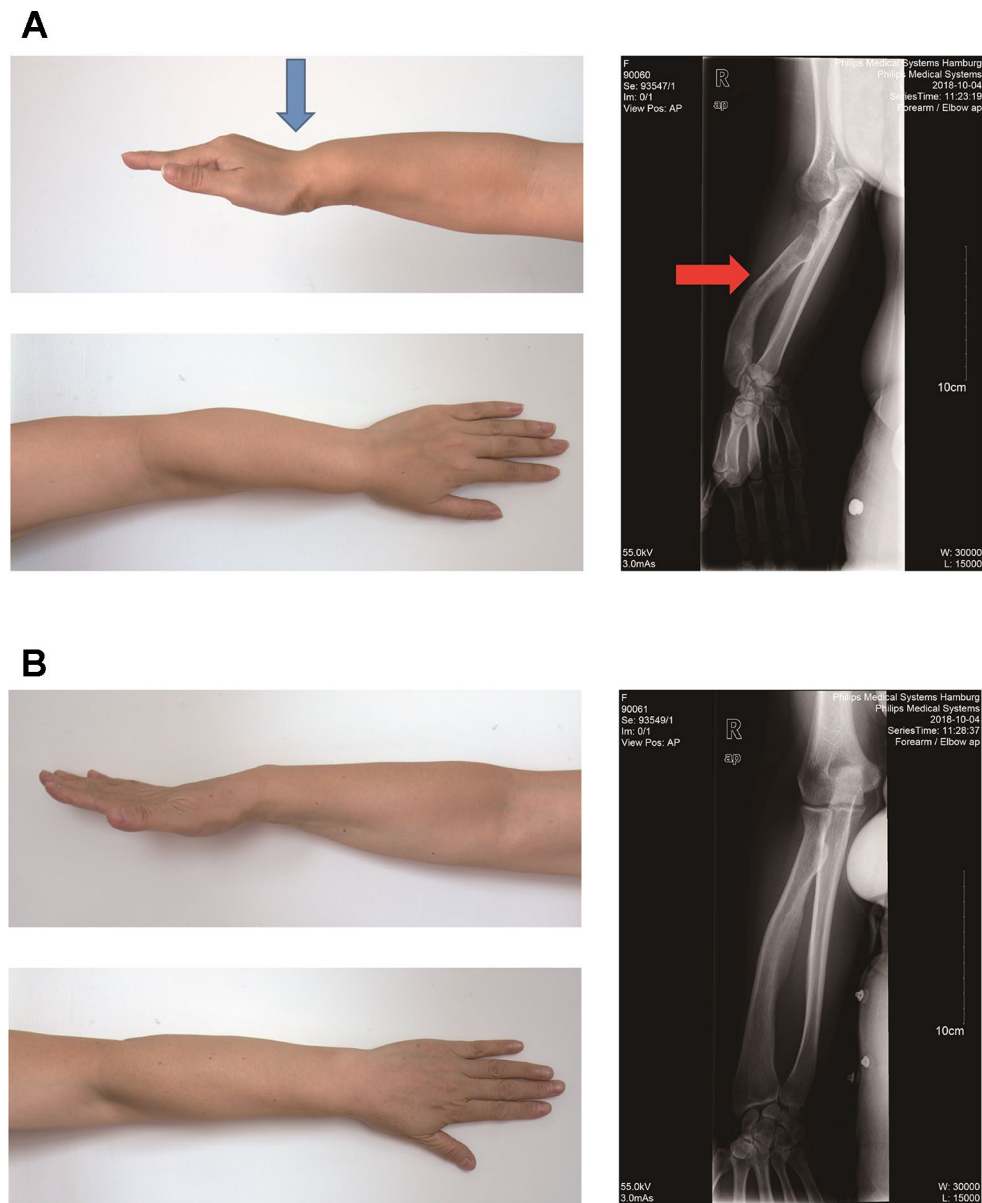 A
F
90060
Se: 93547/1
Im: 0/1
View Pos: AP
Philips Medical Systems Hamburg
Philips Medical Systems
2018-10-04
SeriesTime: 11:23:19
Forearm / Elbow ap
R
ap
10cm
55.0kV
3.0mAs
W: 30000
L: 15000
B
F
90061
Se: 93549/1
Im: 0/1
View Pos: AP
Philips Medical Systems Hamburg
Philips Medical Systems
2018-10-04
SeriesTime: 11:28:37
Forearm / Elbow ap
R
ap
10cm
55.0kV
3.0mAs
W: 30000
L: 15000